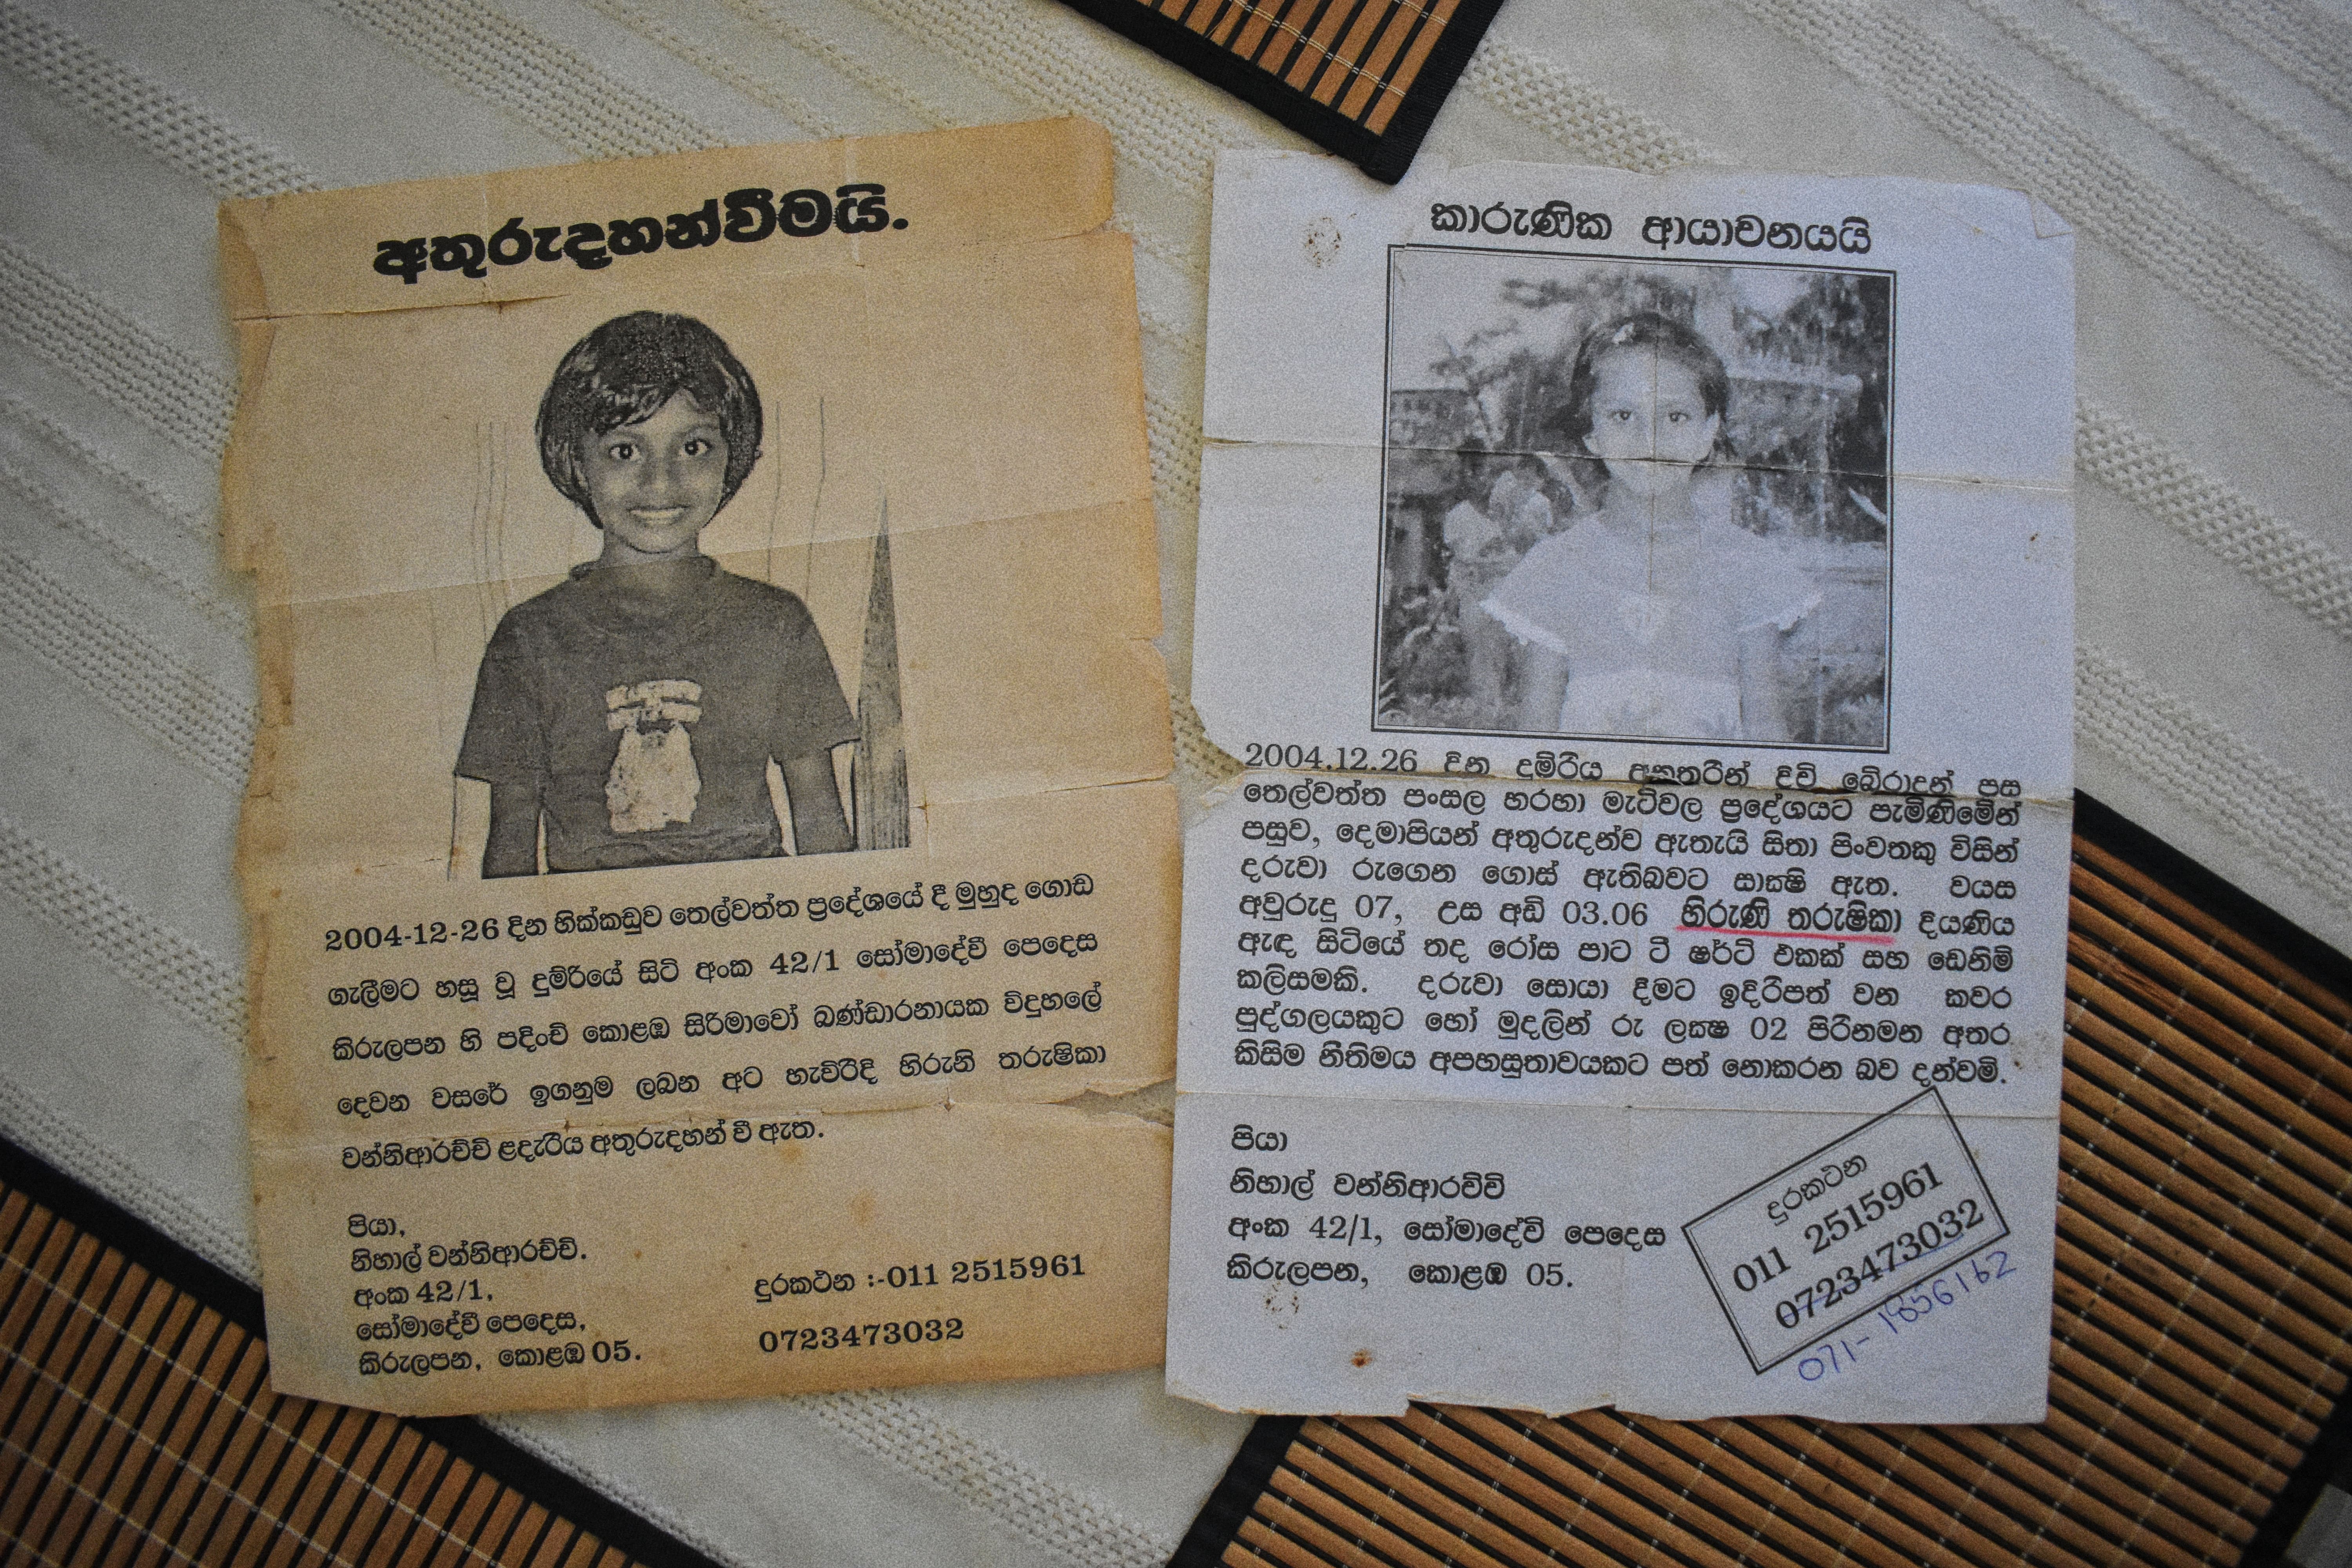 අතුරුදහන්වීමයි.
2004-12-26 දින හික්කඩුව තෙල්වත්ත ප්‍රදේශයේ දී මුහුද ගොඩ
ගැලීමට හසූ වූ දුම්රියේ සිටි අංක 42/1 සෝමාදේවී පෙදෙස
කිරුලපන හි පදිංචි කොළඹ සිරිමාවෝ බණ්ඩාරනායක විදුහලේ
දෙවන වසරේ ඉගනුම ලබන අට හැවිරිදි හිරුනි තරුෂිකා
වන්නිආරච්චි ළදැරිය අතුරුදහන් වී ඇත.
පියා,
නිහාල් වන්නිආරච්චි.
අංක 42/1,
සෝමාදේවී පෙදෙස,
කිරුලපන, කොළඹ 05.
දුරකථන :-011 2515961
0723473032
කාරුණික ආයාචනයයි
2004.12.26 දින දුම්රිය අනතුරින් දිවි බේරාදන් පස
තෙල්වත්ත පංසල හරහා මැටිවල ප්‍රදේශයට පැමිණිමෙන්
පසුව, දෙමාපියන් අතුරුදන්ව ඇතැයි සිතා පිංවතකු විසින්
දරුවා රුගෙන ගොස් ඇතිබවට සාක්‍ෂි ඇත. වයස
අවුරුදු 07, උස අඩි 03.06 හිරුණි තරුෂිකා දියණිය
ඇඳ සිටියේ තද රෝස පාට ටී ෂර්ට් එකක් සහ ඩෙනිම්
කලිසමකි. දරුවා සොයා දීමට ඉදිරිපත් වන කවර
පුද්ගලයකුට හෝ මුදලින් රු ලක්‍ෂ 02 පිරිනමන අතර
කිසිම නීතිමය අපහසුතාවයකට පත් නොකරන බව දන්වමි.
පියා
නිහාල් වන්නිආරච්චි
අංක 42/1, සෝමාදේවි පෙදෙස
කිරුලපන, කොළඹ 05.
දුරකථන
011 2515961
0723473032
071-1856162